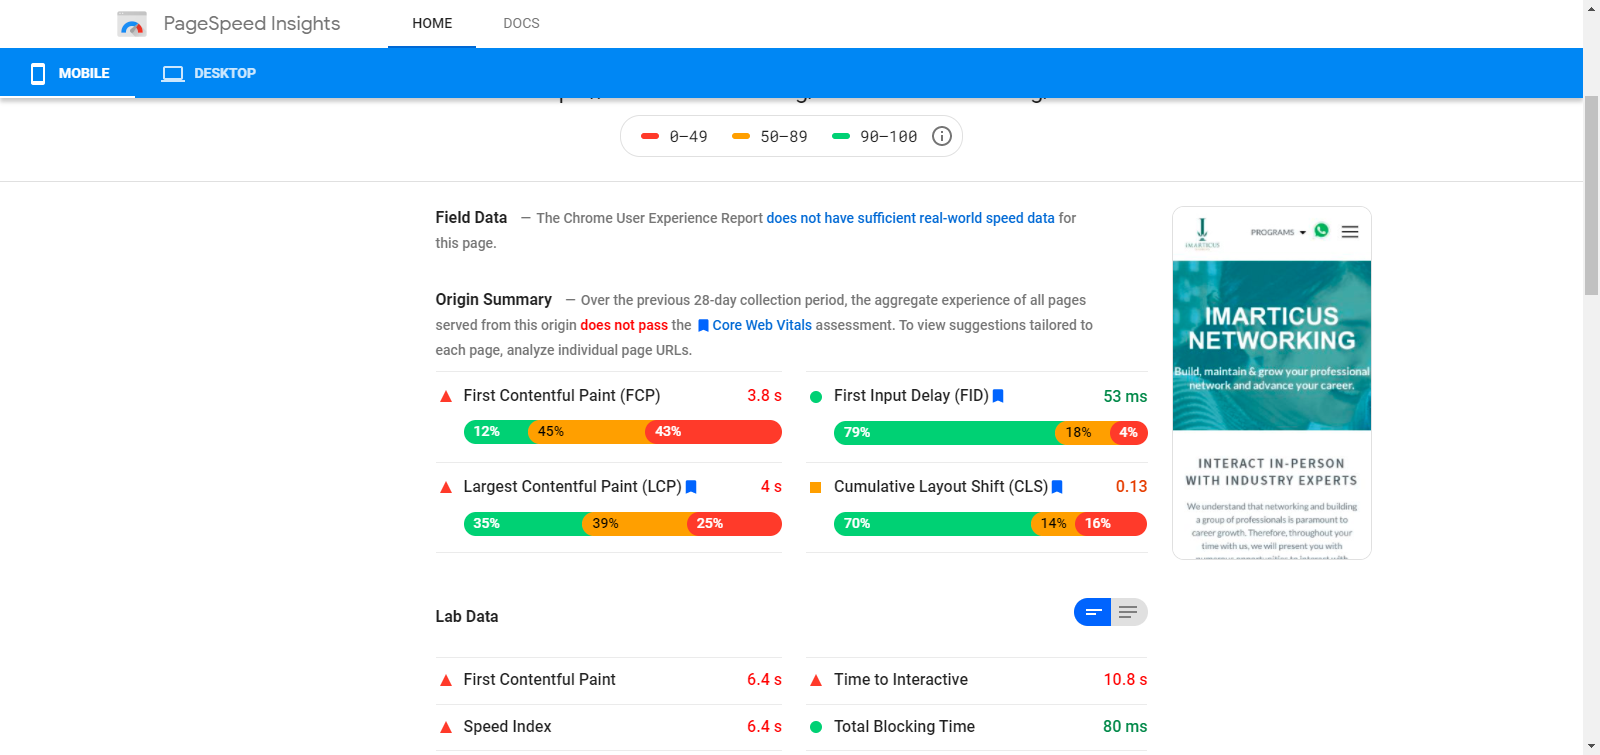 PageSpeed Insights
HOME
DOCS
MOBILE
DESKTOP
0–49
50–89
90–100
Field Data — The Chrome User Experience Report does not have sufficient real-world speed data for
this page.
Origin Summary — Over the previous 28-day collection period, the aggregate experience of all pages
served from this origin does not pass the Core Web Vitals assessment. To view suggestions tailored to
each page, analyze individual page URLs.
First Contentful Paint (FCP) 3.8 s
12% 45% 43%
First Input Delay (FID) 53 ms
79% 18% 4%
Largest Contentful Paint (LCP) 4 s
35% 39% 25%
Cumulative Layout Shift (CLS) 0.13
70% 14% 16%
Lab Data
First Contentful Paint 6.4 s
Time to Interactive 10.8 s
Speed Index 6.4 s
Total Blocking Time 80 ms
IMARTICUS
PROGRAMS
IMARTICUS
NETWORKING
Build, maintain & grow your professional
network and advance your career.
INTERACT IN-PERSON
WITH INDUSTRY EXPERTS
We understand that networking and building
a group of professionals is paramount to
career growth. Therefore, throughout your
time with us, we will present you with